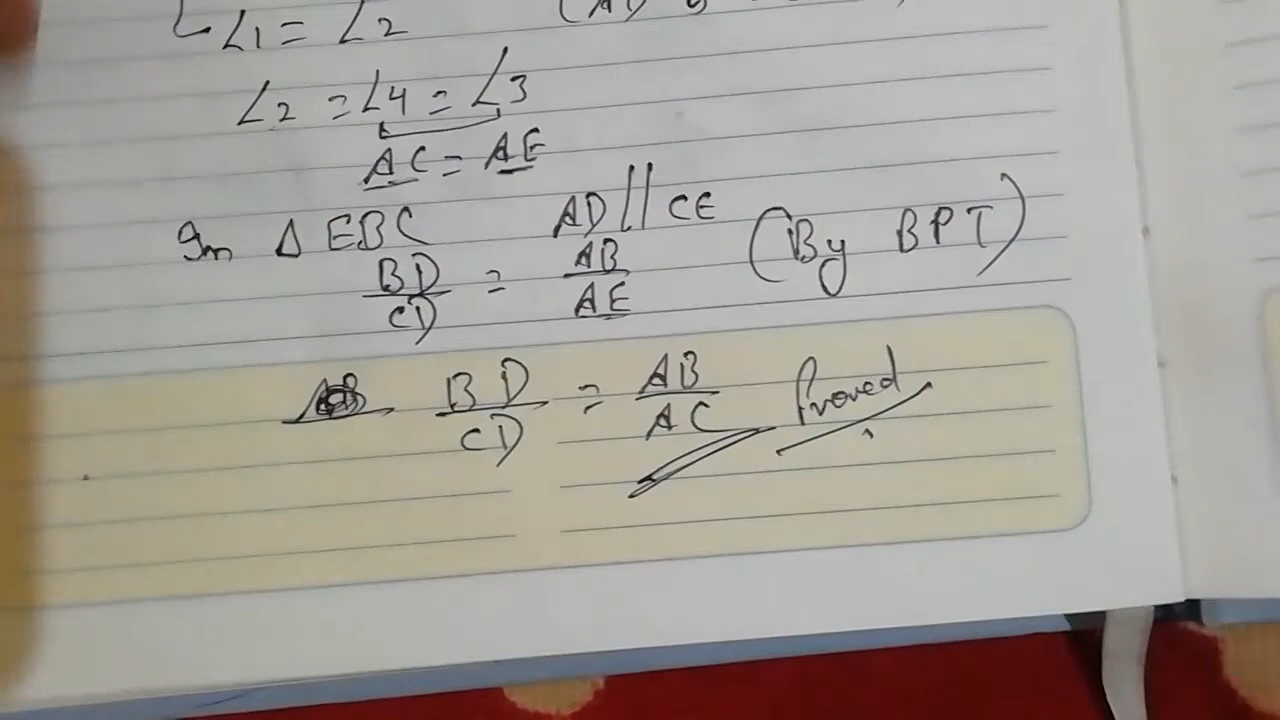 ∠1 = ∠2
∠2 = ∠4 = ∠3
AC = AE
In Δ EBC AD || CE
BD/CD = AB/AE (By BPT)
BD/CD = AB/AC Proved